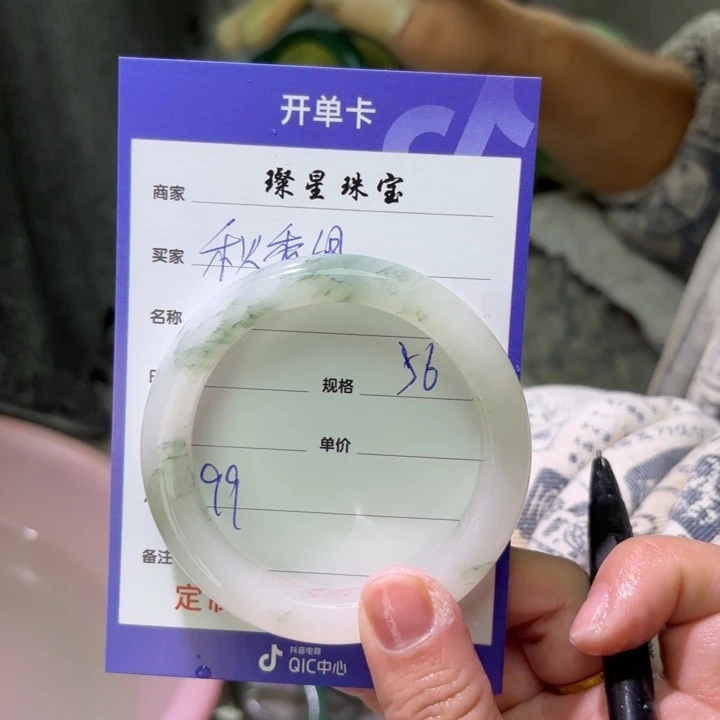 开单卡
商家 璨星珠宝
买家 秋香
名称
规格 56
单价
99
备注
定制
抖音电商
QIC中心